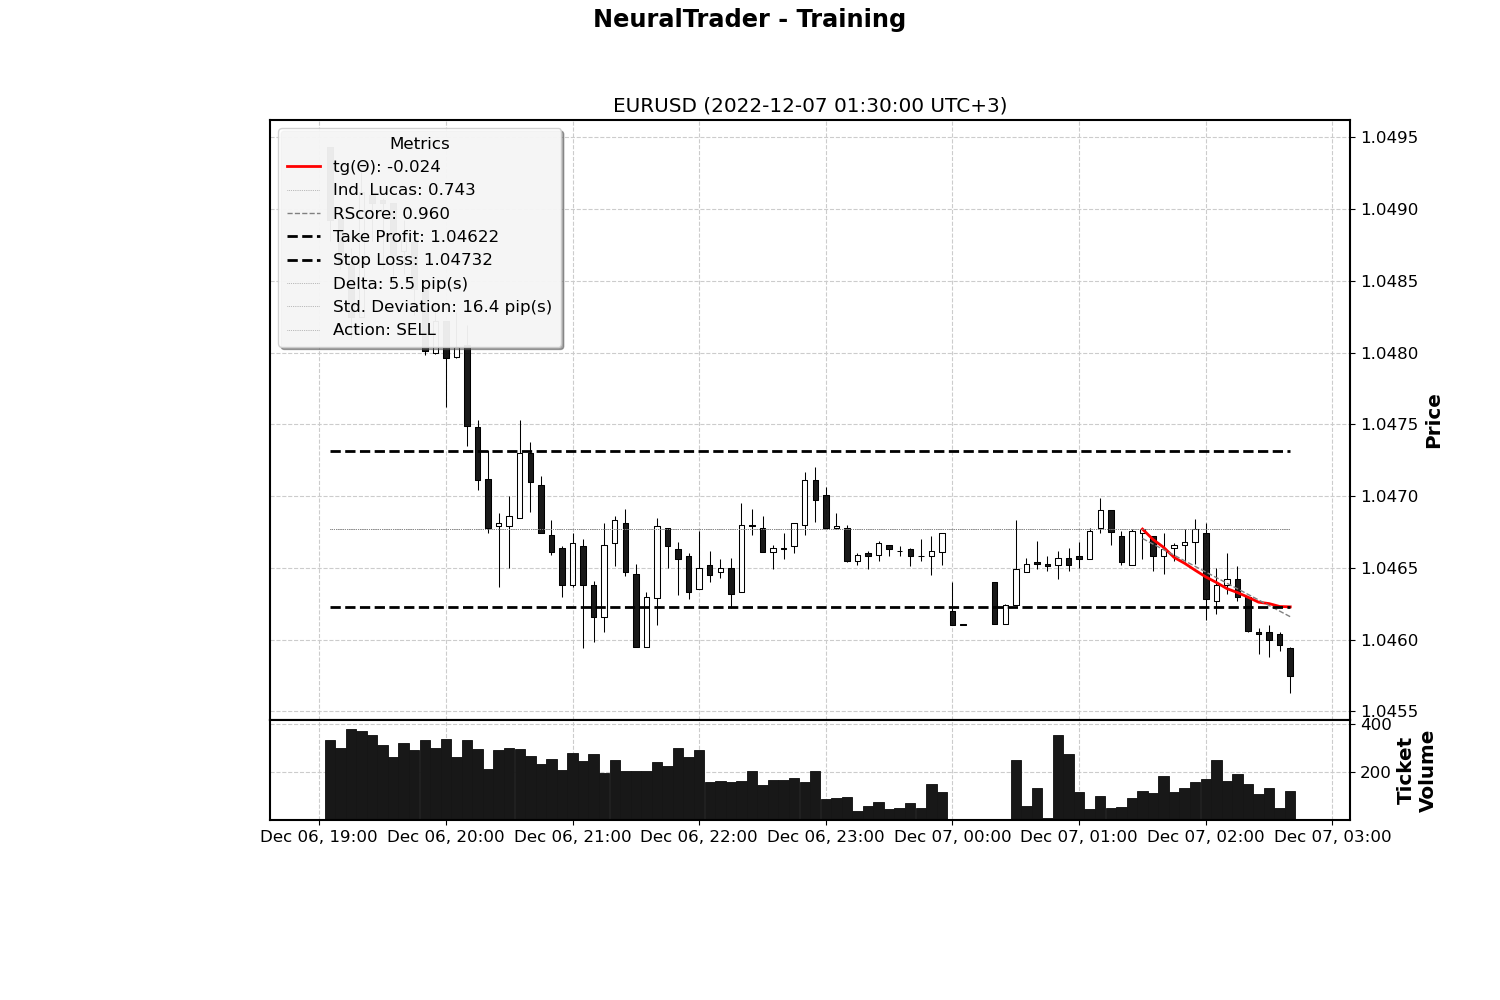 NeuralTrader - Training
EURUSD (2022-12-07 01:30:00 UTC+3)
Metrics
tg(Θ): -0.024
Ind. Lucas: 0.743
RScore: 0.960
Take Profit: 1.04622
Stop Loss: 1.04732
Delta: 5.5 pip(s)
Std. Deviation: 16.4 pip(s)
Action: SELL
1.0495
1.0490
1.0485
1.0480
1.0475
1.0470
1.0465
1.0460
1.0455
Price
400
200
Ticket
Volume
Dec 06, 19:00
Dec 06, 20:00
Dec 06, 21:00
Dec 06, 22:00
Dec 06, 23:00
Dec 07, 00:00
Dec 07, 01:00
Dec 07, 02:00
Dec 07, 03:00